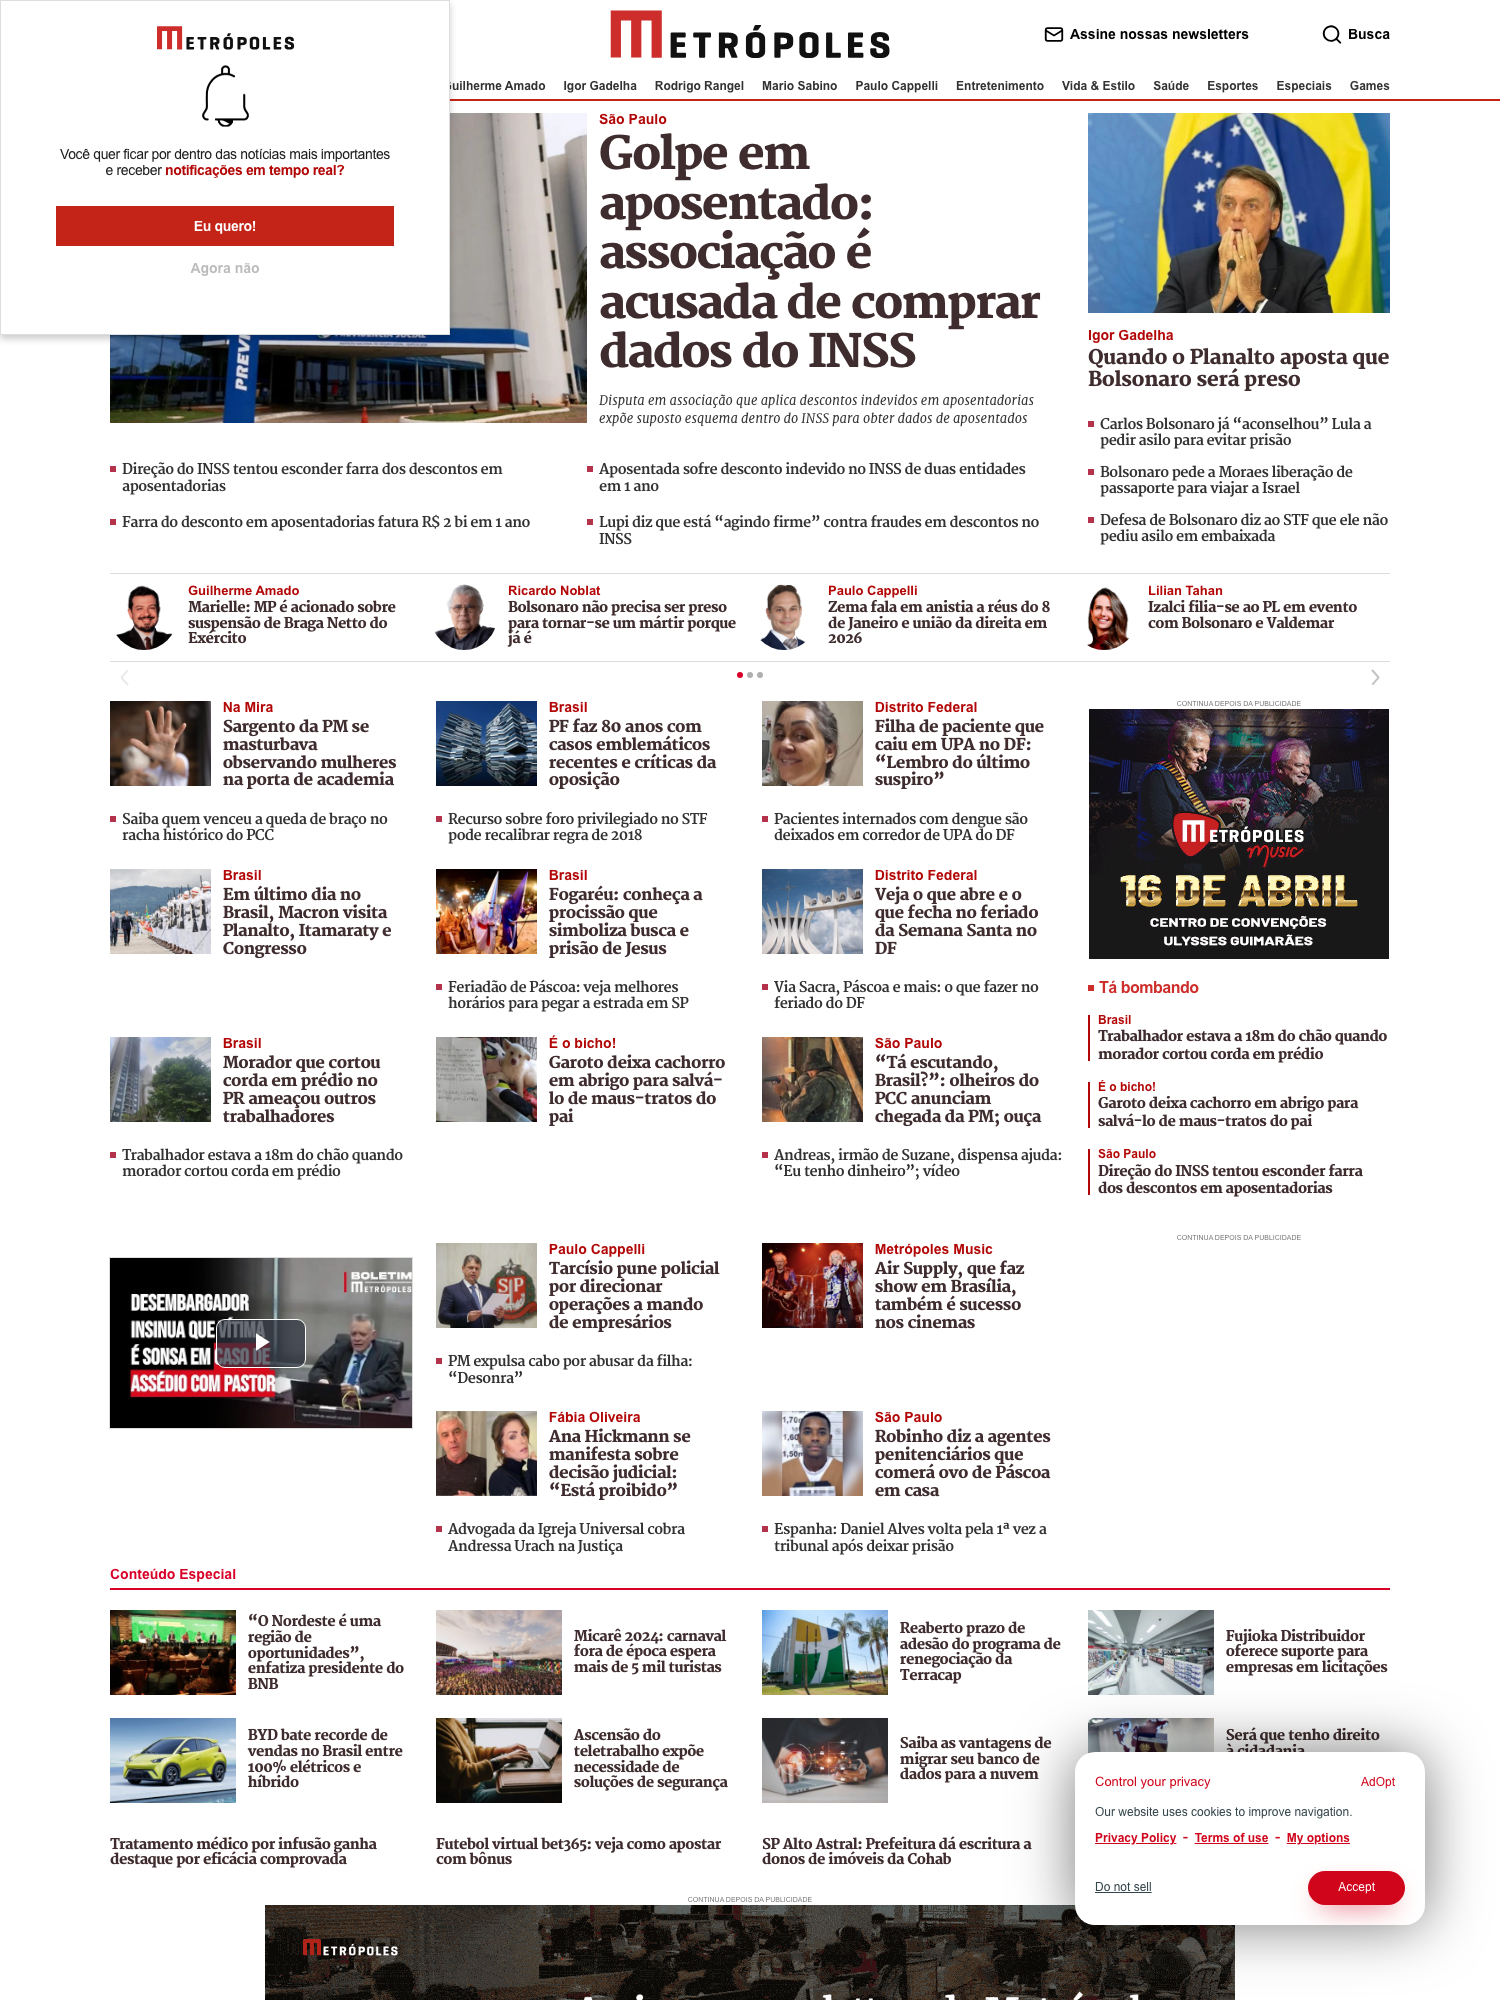 METRÓPOLES
Você quer ficar por dentro das notícias mais importantes
e receber notificações em tempo real?
Eu quero!
Agora não
METRÓPOLES
Assine nossas newsletters
Busca
Guilherme Amado
Igor Gadelha
Rodrigo Rangel
Mario Sabino
Paulo Cappelli
Entretenimento
Vida & Estilo
Saúde
Esportes
Especiais
Games
São Paulo
Golpe em
aposentado:
associação é
acusada de comprar
dados do INSS
Disputa em associação que aplica descontos indevidos em aposentadorias
expõe suposto esquema dentro do INSS para obter dados de aposentados
Direção do INSS tentou esconder farra dos descontos em
aposentadorias
Aposentada sofre desconto indevido no INSS de duas entidades
em 1 ano
Farra do desconto em aposentadorias fatura R$ 2 bi em 1 ano
Lupi diz que está “agindo firme” contra fraudes em descontos no
INSS
Igor Gadelha
Quando o Planalto aposta que
Bolsonaro será preso
Carlos Bolsonaro já “aconselhou” Lula a
pedir asilo para evitar prisão
Bolsonaro pede a Moraes liberação de
passaporte para viajar a Israel
Defesa de Bolsonaro diz ao STF que ele não
pediu asilo em embaixada
Guilherme Amado
Marielle: MP é acionado sobre
suspensão de Braga Netto do
Exército
Ricardo Noblat
Bolsonaro não precisa ser preso
para tornar-se um mártir porque
já é
Paulo Cappelli
Zema fala em anistia a réus do 8
de Janeiro e união da direita em
2026
Lilian Tahan
Izalci filia-se ao PL em evento
com Bolsonaro e Valdemar
Na Mira
Sargento da PM se
masturbava
observando mulheres
na porta de academia
Saiba quem venceu a queda de braço no
racha histórico do PCC
Brasil
PF faz 80 anos com
casos emblemáticos
recentes e críticas da
oposição
Recurso sobre foro privilegiado no STF
pode recalibrar regra de 2018
Distrito Federal
Filha de paciente que
caiu em UPA no DF:
“Lembro do último
suspiro”
Pacientes internados com dengue são
deixados em corredor de UPA do DF
CONTINUA DEPOIS DA PUBLICIDADE
METRÓPOLES
MUSIC
16 DE ABRIL
CENTRO DE CONVENÇÕES
ULYSSES GUIMARÃES
Brasil
Em último dia no
Brasil, Macron visita
Planalto, Itamaraty e
Congresso
Brasil
Fogaréu: conheça a
procissão que
simboliza busca e
prisão de Jesus
Feriadão de Páscoa: veja melhores
horários para pegar a estrada em SP
Distrito Federal
Veja o que abre e o
que fecha no feriado
da Semana Santa no
DF
Via Sacra, Páscoa e mais: o que fazer no
feriado do DF
Tá bombando
Brasil
Trabalhador estava a 18m do chão quando
morador cortou corda em prédio
É o bicho!
Garoto deixa cachorro em abrigo para
salvá-lo de maus-tratos do pai
São Paulo
Direção do INSS tentou esconder farra
dos descontos em aposentadorias
Brasil
Morador que cortou
corda em prédio no
PR ameaçou outros
trabalhadores
Trabalhador estava a 18m do chão quando
morador cortou corda em prédio
É o bicho!
Garoto deixa cachorro
em abrigo para salvá-
lo de maus-tratos do
pai
São Paulo
“Tá escutando,
Brasil?”: olheiros do
PCC anunciam
chegada da PM; ouça
Andreas, irmão de Suzane, dispensa ajuda:
“Eu tenho dinheiro”; vídeo
CONTINUA DEPOIS DA PUBLICIDADE
BOLETIM
METRÓPOLES
DESEMBARGADOR
INSINUA QUE VÍTIMA
É SONSA EM CASO DE
ASSÉDIO COM PASTOR
Paulo Cappelli
Tarcísio pune policial
por direcionar
operações a mando
de empresários
PM expulsa cabo por abusar da filha:
“Desonra”
Metrópoles Music
Air Supply, que faz
show em Brasília,
também é sucesso
nos cinemas
Fábia Oliveira
Ana Hickmann se
manifesta sobre
decisão judicial:
“Está proibido”
Advogada da Igreja Universal cobra
Andressa Urach na Justiça
São Paulo
Robinho diz a agentes
penitenciários que
comerá ovo de Páscoa
em casa
Espanha: Daniel Alves volta pela 1ª vez a
tribunal após deixar prisão
Conteúdo Especial
“O Nordeste é uma
região de
oportunidades”,
enfatiza presidente do
BNB
Micarê 2024: carnaval
fora de época espera
mais de 5 mil turistas
Reaberto prazo de
adesão do programa de
renegociação da
Terracap
Fujioka Distribuidor
oferece suporte para
empresas em licitações
BYD bate recorde de
vendas no Brasil entre
100% elétricos e
híbrido
Ascensão do
teletrabalho expõe
necessidade de
soluções de segurança
Saiba as vantagens de
migrar seu banco de
dados para a nuvem
Será que tenho direito
à cidadania
Tratamento médico por infusão ganha
destaque por eficácia comprovada
Futebol virtual bet365: veja como apostar
com bônus
SP Alto Astral: Prefeitura dá escritura a
donos de imóveis da Cohab
Control your privacy
AdOpt
Our website uses cookies to improve navigation.
Privacy Policy - Terms of use - My options
Do not sell
Accept
CONTINUA DEPOIS DA PUBLICIDADE
METRÓPOLES